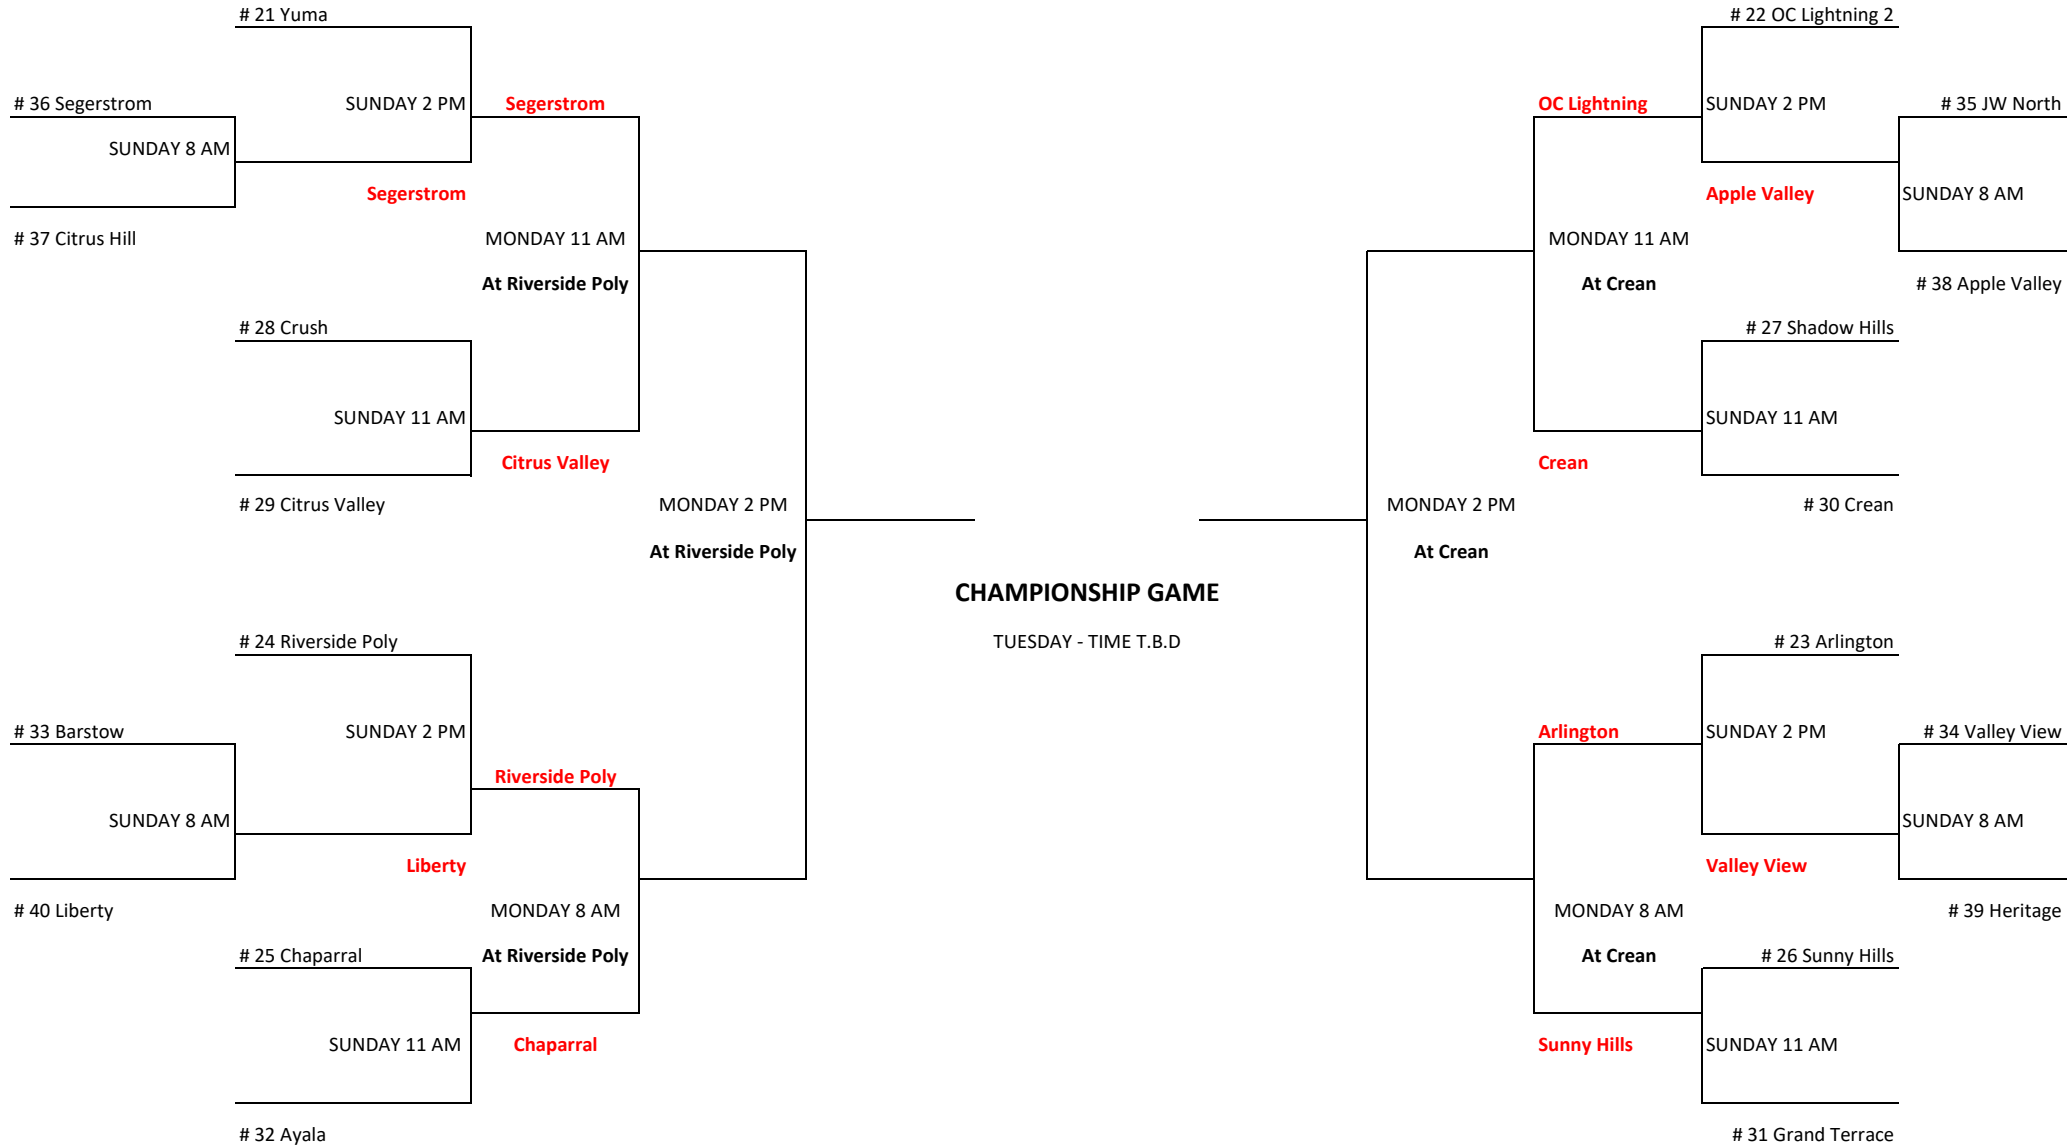 # 21 Yuma
# 22 OC Lightning 2
# 36 Segerstrom
SUNDAY 2 PM
Segerstrom
OC Lightning
SUNDAY 2 PM
# 35 JW North
SUNDAY 8 AM
Segerstrom
Apple Valley
SUNDAY 8 AM
# 37 Citrus Hill
MONDAY 11 AM
MONDAY 11 AM
At Riverside Poly
At Crean
# 38 Apple Valley
# 28 Crush
# 27 Shadow Hills
SUNDAY 11 AM
SUNDAY 11 AM
Citrus Valley
Crean
# 29 Citrus Valley
MONDAY 2 PM
MONDAY 2 PM
# 30 Crean
At Riverside Poly
At Crean
CHAMPIONSHIP GAME
# 24 Riverside Poly
TUESDAY - TIME T.B.D
# 23 Arlington
# 33 Barstow
SUNDAY 2 PM
Arlington
SUNDAY 2 PM
# 34 Valley View
Riverside Poly
SUNDAY 8 AM
SUNDAY 8 AM
Liberty
Valley View
# 40 Liberty
MONDAY 8 AM
MONDAY 8 AM
# 39 Heritage
# 25 Chaparral
At Riverside Poly
At Crean
# 26 Sunny Hills
SUNDAY 11 AM
Chaparral
Sunny Hills
SUNDAY 11 AM
# 32 Ayala
# 31 Grand Terrace